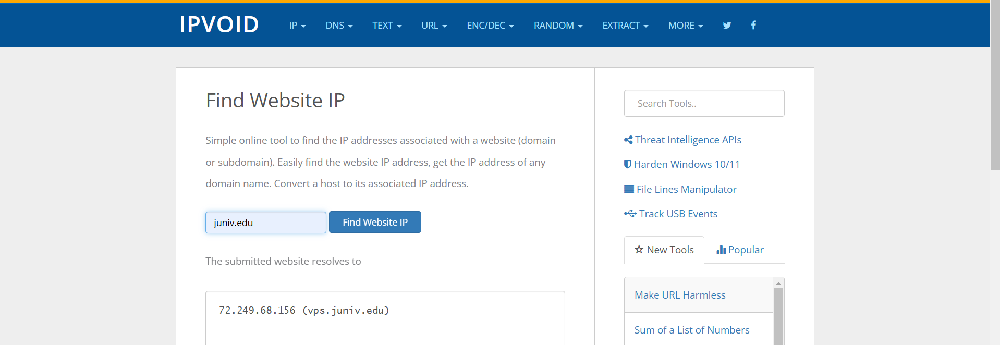 IPVOID
IP DNS TEXT URL ENC/DEC RANDOM EXTRACT MORE
Find Website IP
Simple online tool to find the IP addresses associated with a website (domain
or subdomain). Easily find the website IP address, get the IP address of any
domain name. Convert a host to its associated IP address.
juniv.edu
Find Website IP
The submitted website resolves to
72.249.68.156 (vps.juniv.edu)
Search Tools..
Threat Intelligence APIs
Harden Windows 10/11
File Lines Manipulator
Track USB Events
New Tools
Popular
Make URL Harmless
Sum of a List of Numbers